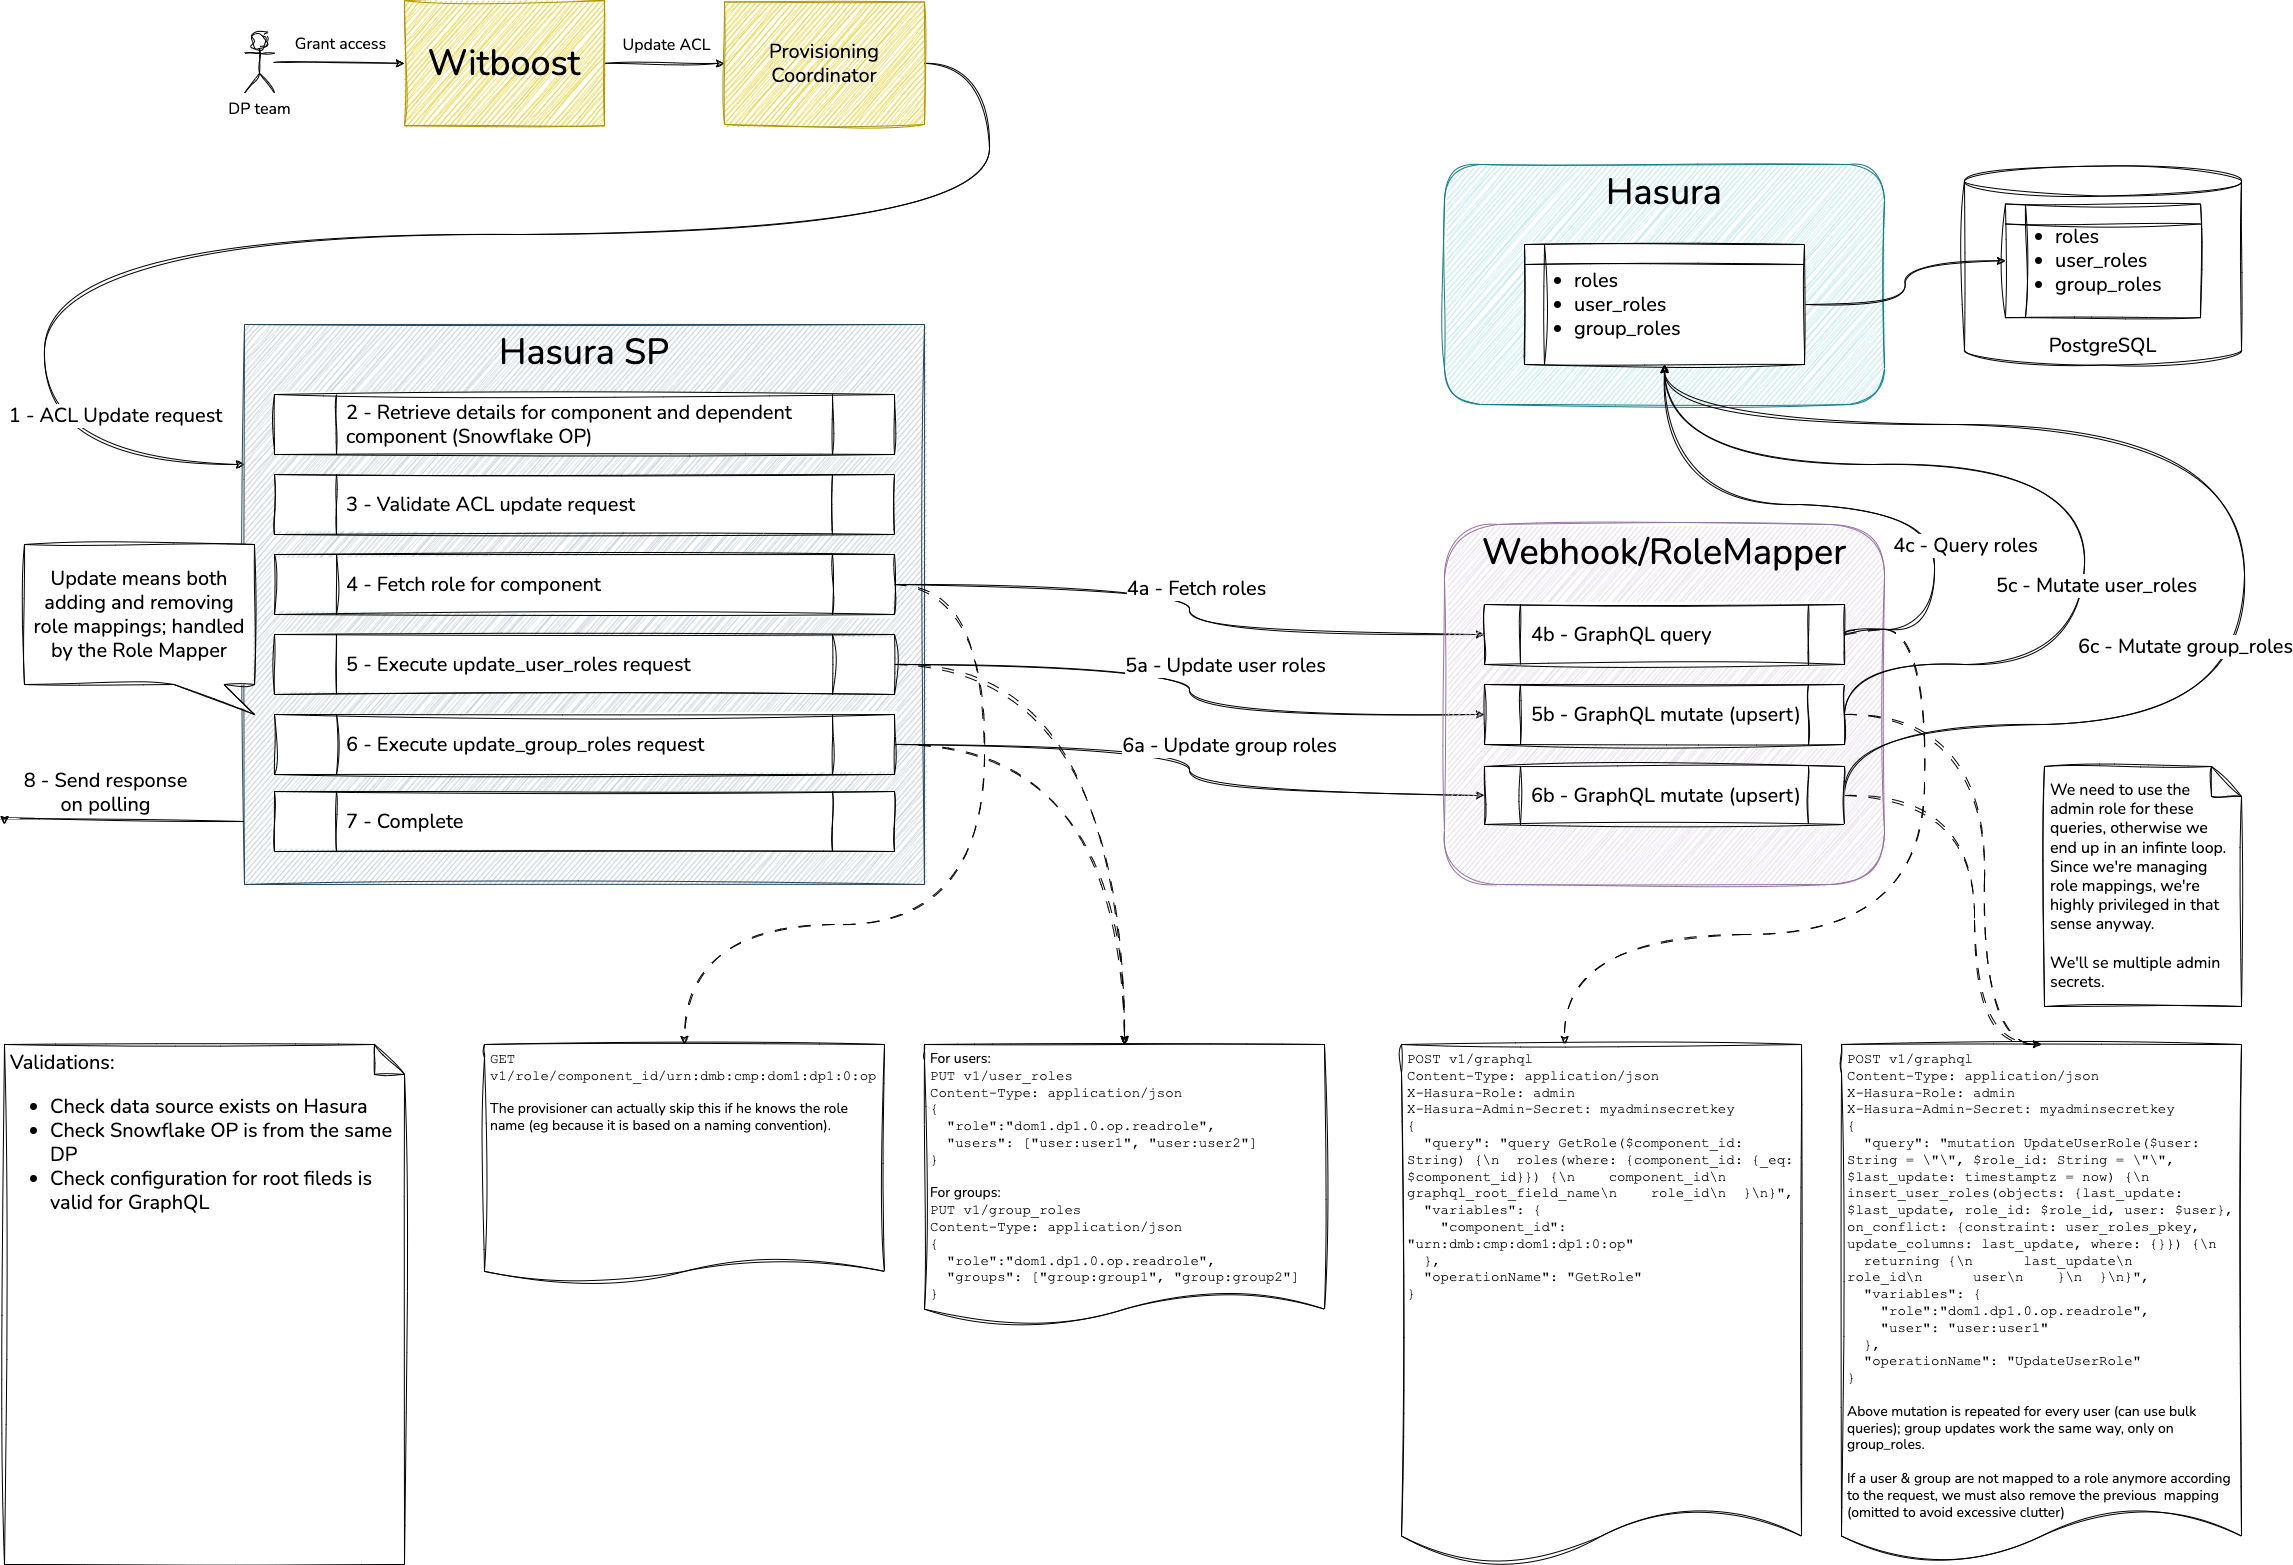 Grant access
DP team
Witboost
Update ACL
Provisioning
Coordinator
Hasura
roles
user_roles
group_roles
roles
user_roles
group_roles
PostgreSQL
1 - ACL Update request
Hasura SP
2 - Retrieve details for component and dependent
component (Snowflake OP)
3 - Validate ACL update request
4 - Fetch role for component
5 - Execute update_user_roles request
6 - Execute update_group_roles request
7 - Complete
Update means both
adding and removing
role mappings; handled
by the Role Mapper
8 - Send response
on polling
4a - Fetch roles
5a - Update user roles
6a - Update group roles
Webhook/RoleMapper
4b - GraphQL query
5b - GraphQL mutate (upsert)
6b - GraphQL mutate (upsert)
4c - Query roles
5c - Mutate user_roles
6c - Mutate group_roles
We need to use the
admin role for these
queries, otherwise we
end up in an infinte loop.
Since we're managing
role mappings, we're
highly privileged in that
sense anyway.
We'll se multiple admin
secrets.
Validations:
Check data source exists on Hasura
Check Snowflake OP is from the same
DP
Check configuration for root fileds is
valid for GraphQL
GET
v1/role/component_id/urn:dmb:cmp:dom1:dp1:0:op
The provisioner can actually skip this if he knows the role
name (eg because it is based on a naming convention).
For users:
PUT v1/user_roles
Content-Type: application/json
{
"role":"dom1.dp1.0.op.readrole",
"users": ["user:user1", "user:user2"]
}
For groups:
PUT v1/group_roles
Content-Type: application/json
{
"role":"dom1.dp1.0.op.readrole",
"groups": ["group:group1", "group:group2"]
}
POST v1/graphql
Content-Type: application/json
X-Hasura-Role: admin
X-Hasura-Admin-Secret: myadminsecretkey
{
"query": "query GetRole($component_id:
String) {\n  roles(where: {component_id: {_eq:
$component_id}}) {\n    component_id\n
graphql_root_field_name\n    role_id\n  }\n}",
"variables": {
"component_id":
"urn:dmb:cmp:dom1:dp1:0:op"
},
"operationName": "GetRole"
}
POST v1/graphql
Content-Type: application/json
X-Hasura-Role: admin
X-Hasura-Admin-Secret: myadminsecretkey
{
"query": "mutation UpdateUserRole($user:
String = \"\", $role_id: String = \"\",
$last_update: timestamptz = now) {\n
insert_user_roles(objects: {last_update:
$last_update, role_id: $role_id, user: $user},
on_conflict: {constraint: user_roles_pkey,
update_columns: last_update, where: {}}) {\n
returning {\n      last_update\n
role_id\n      user\n    }\n  }\n}",
"variables": {
"role":"dom1.dp1.0.op.readrole",
"user": "user:user1"
},
"operationName": "UpdateUserRole"
}
Above mutation is repeated for every user (can use bulk
queries); group updates work the same way, only on
group_roles.
If a user & group are not mapped to a role anymore according
to the request, we must also remove the previous  mapping
(omitted to avoid excessive clutter)